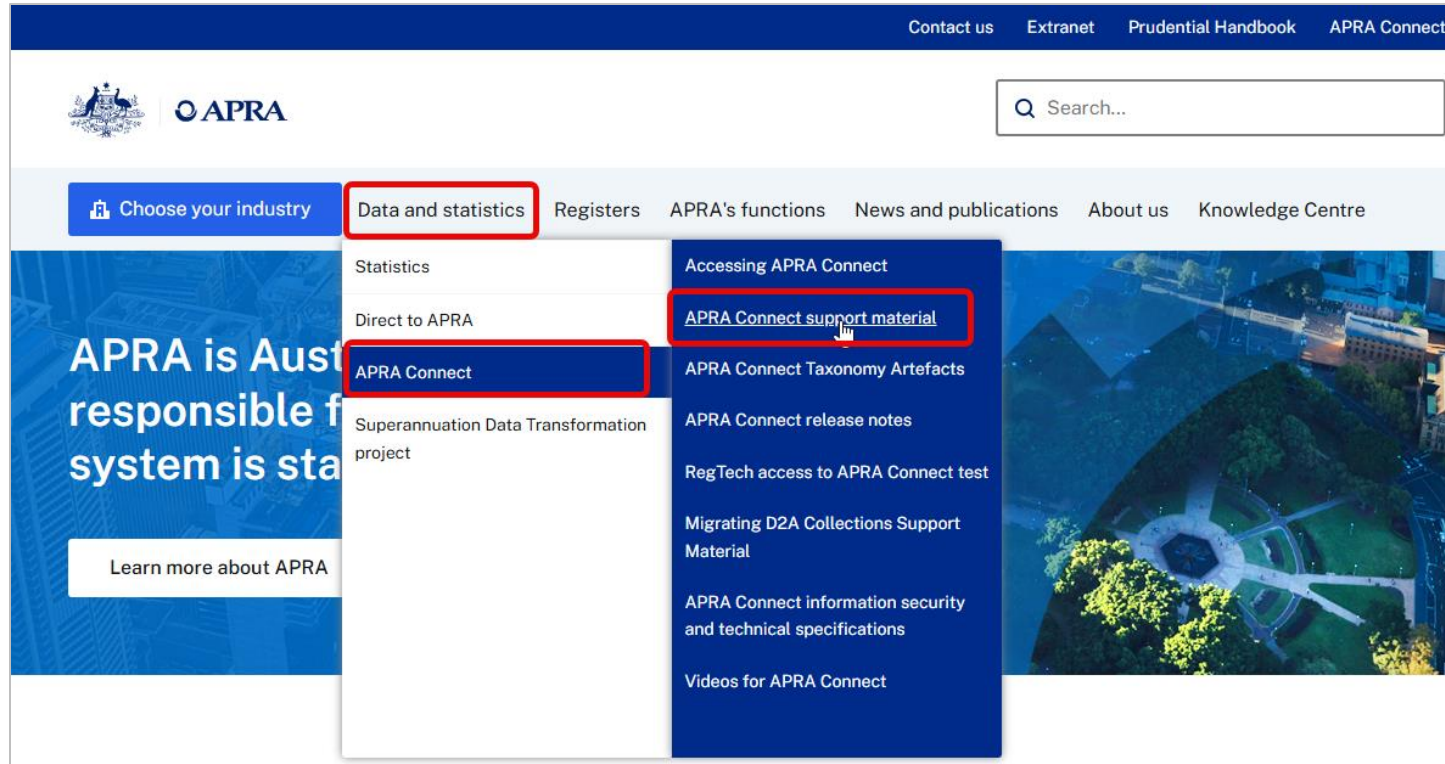 Contact us Extranet Prudential Handbook APRA Connect
APRA
Search...
Choose your industry Data and statistics Registers APRA's functions News and publications About us Knowledge Centre
Statistics
Direct to APRA
APRA Connect
Superannuation Data Transformation
project
Accessing APRA Connect
APRA Connect support material
APRA Connect Taxonomy Artefacts
APRA Connect release notes
RegTech access to APRA Connect test
Migrating D2A Collections Support
Material
APRA Connect information security
and technical specifications
Videos for APRA Connect
APRA is Aust
responsible f
system is sta
Learn more about APRA